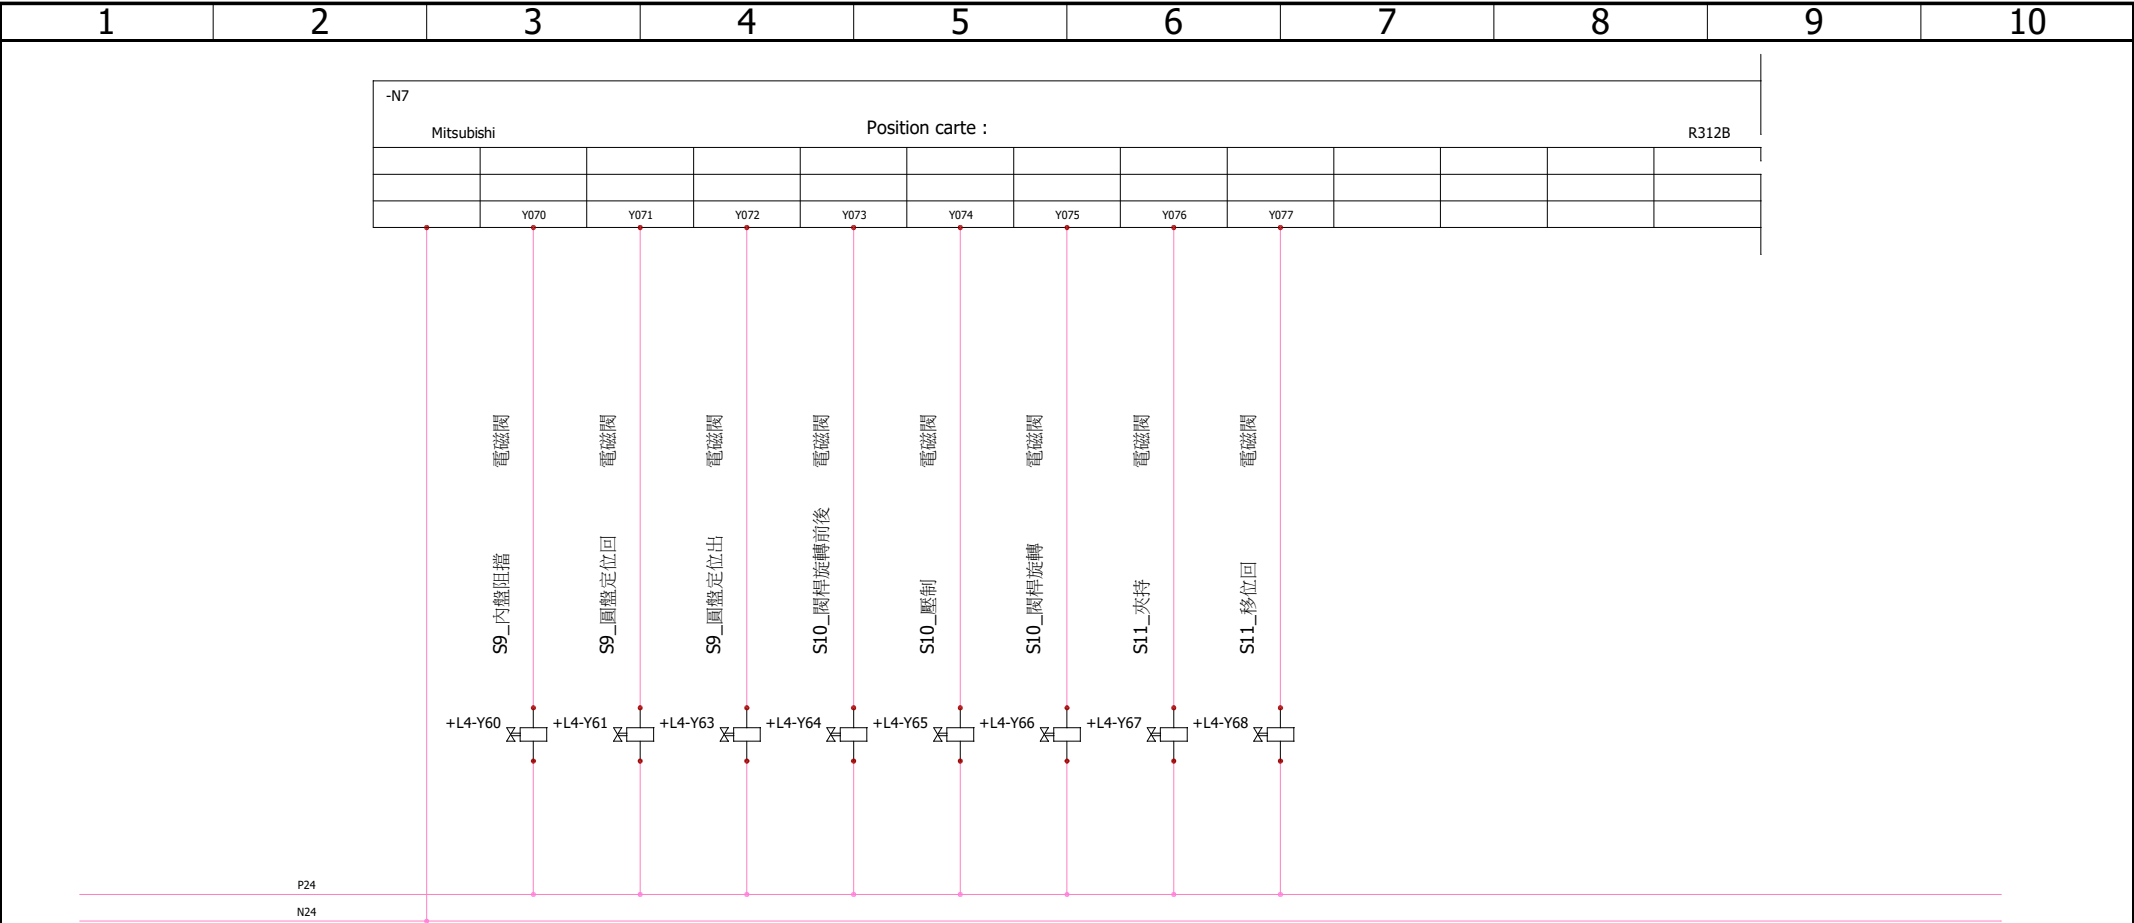 1 2 3 4 5 6 7 8 9 10
-N7
Mitsubishi Position carte : R312B
Y070 Y071 Y072 Y073 Y074 Y075 Y076 Y077
S9_內盤阻擋 電磁閥
S9_圓盤定位回 電磁閥
S9_圓盤定位出 電磁閥
S10_閥桿旋轉前後 電磁閥
S10_壓制 電磁閥
S10_閥桿旋轉 電磁閥
S11_夾持 電磁閥
S11_移位回 電磁閥
+L4-Y60 +L4-Y61 +L4-Y63 +L4-Y64 +L4-Y65 +L4-Y66 +L4-Y67 +L4-Y68
P24
N24